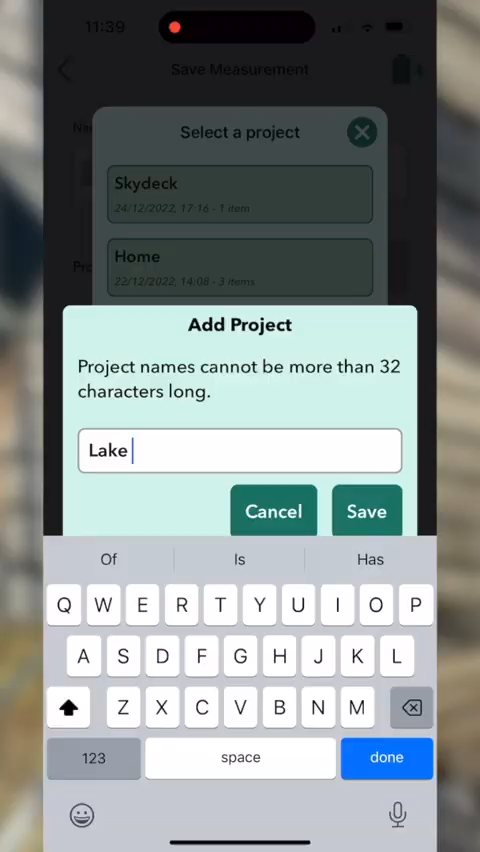 11:39
Save Measurement
Select a project
Skydeck
24/12/2022, 17:16 - 1 item
Home
22/12/2022, 14:08 - 3 items
Add Project
Project names cannot be more than 32
characters long.
Lake
Cancel Save
Of Is Has
Q W E R T Y U I O P
A S D F G H J K L
Z X C V B N M
123 space done